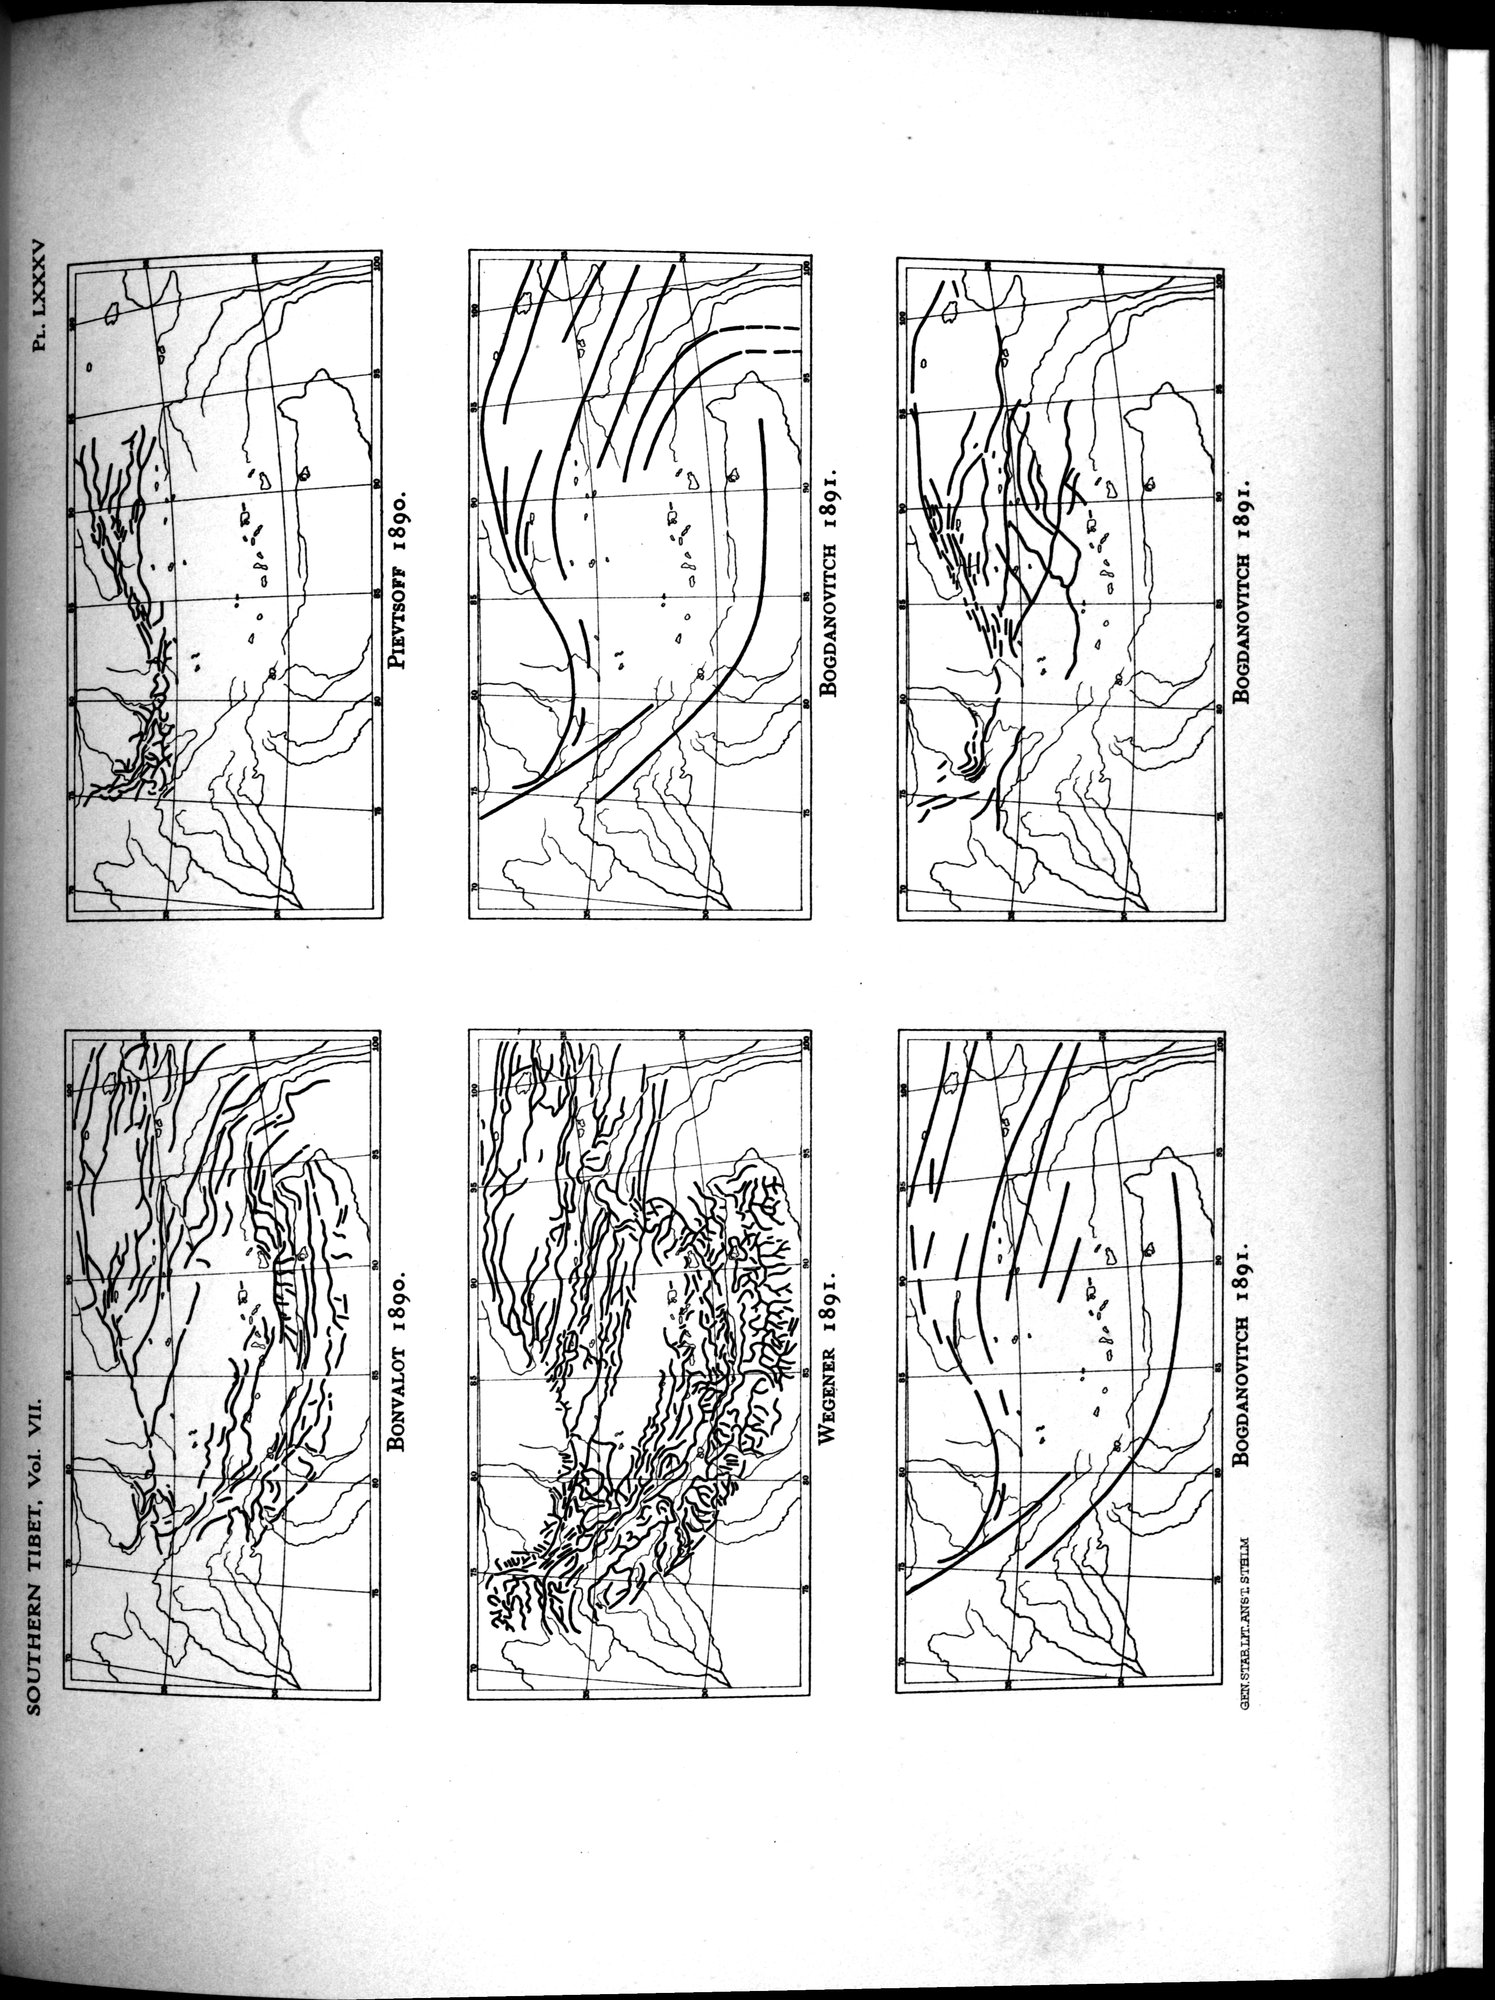 SOUTHERN TIBET, Vol. VII.
PL. LXXXV
BONVALOT 1890.
PIEVTSOFF 1890.
WEGENER 1891.
BOGDANOVITCH 1891.
BOGDANOVITCH 1891.
BOGDANOVITCH 1891.
GEN. STAB. LIT. ANST. STHLM